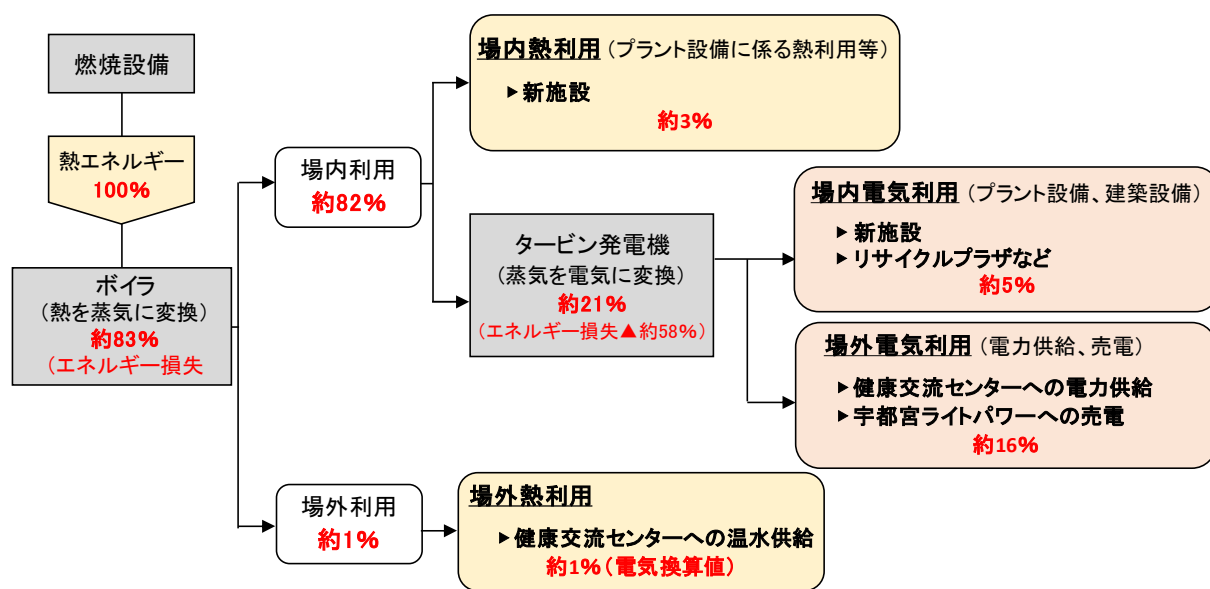 燃焼設備
熱エネルギー
100%
ボイラ
(熱を蒸気に変換)
約83%
(エネルギー損失
場内利用
約82%
場内熱利用(プラント設備に係る熱利用等)
▶新施設
約3%
タービン発電機
(蒸気を電気に変換)
約21%
(エネルギー損失▲約58%)
場内電気利用(プラント設備、建築設備)
▶新施設
▶リサイクルプラザなど
約5%
場外電気利用(電力供給、売電)
▶健康交流センターへの電力供給
▶宇都宮ライトパワーへの売電
約16%
場外利用
約1%
場外熱利用
▶健康交流センターへの温水供給
約1%(電気換算値)